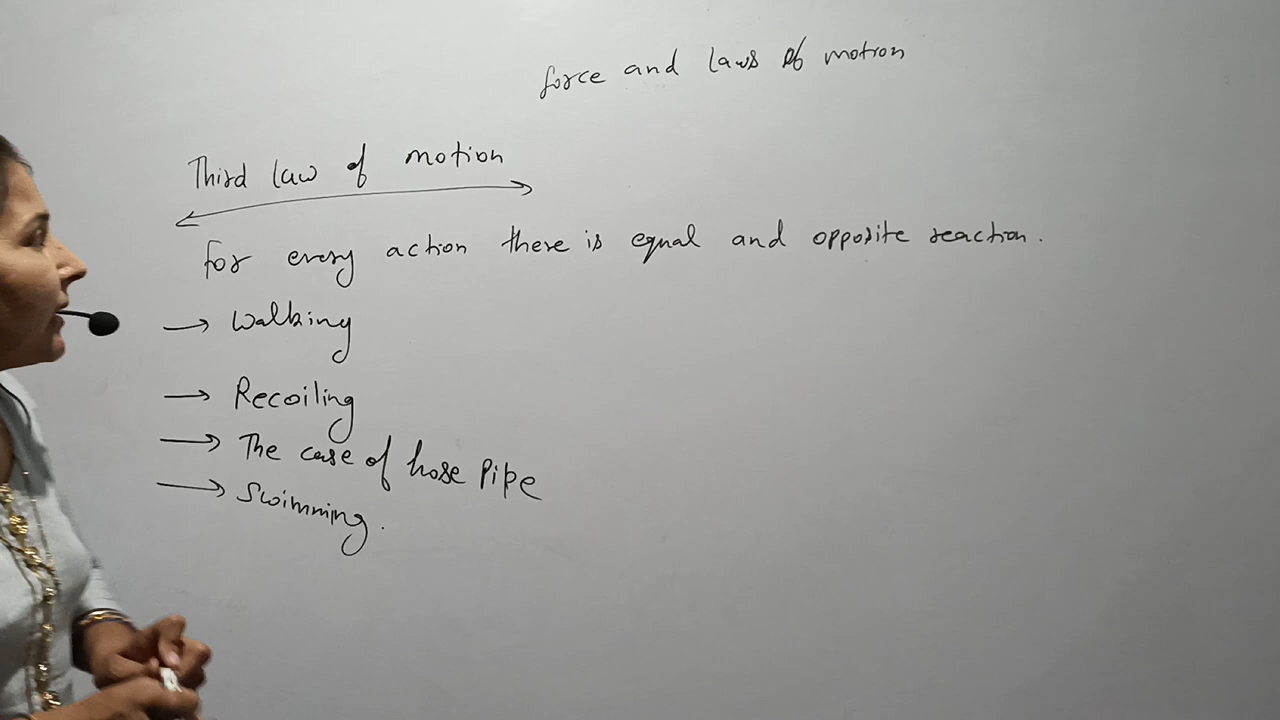 force and laws of motion
Third law of motion
for every action there is equal and opposite reaction.
→ Walking
→ Recoiling
→ The case of hose pipe
→ Swimming.